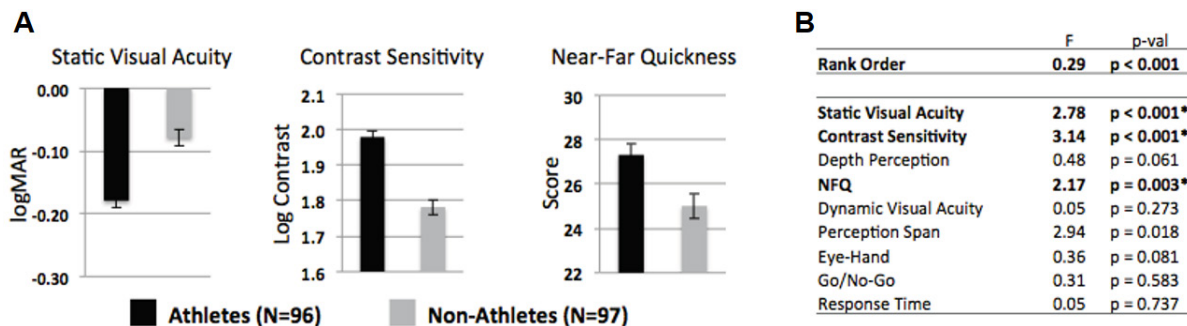 A
Static Visual Acuity
0.00
-0.10
-0.20
-0.30
logMAR
Contrast Sensitivity
2.1
2.0
1.9
1.8
1.7
1.6
Log Contrast
Near-Far Quickness
30
28
26
24
22
Score
Athletes (N=96) Non-Athletes (N=97)
B
F p-val
Rank Order 0.29 p < 0.001
Static Visual Acuity 2.78 p < 0.001*
Contrast Sensitivity 3.14 p < 0.001*
Depth Perception 0.48 p = 0.061
NFQ 2.17 p = 0.003*
Dynamic Visual Acuity 0.05 p = 0.273
Perception Span 2.94 p = 0.018
Eye-Hand 0.36 p = 0.081
Go/No-Go 0.31 p = 0.583
Response Time 0.05 p = 0.737